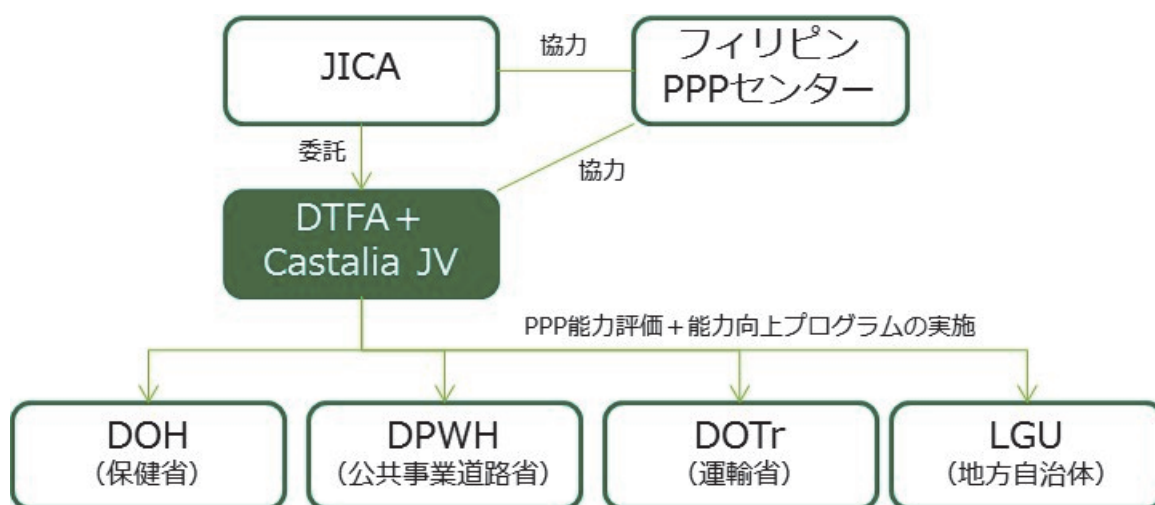 JICA
協力
フィリピン
PPPセンター
委託
協力
DTFA+
Castalia JV
PPP能力評価+能力向上プログラムの実施
DOH
(保健省)
DPWH
(公共事業道路省)
DOTr
(運輸省)
LGU
(地方自治体)